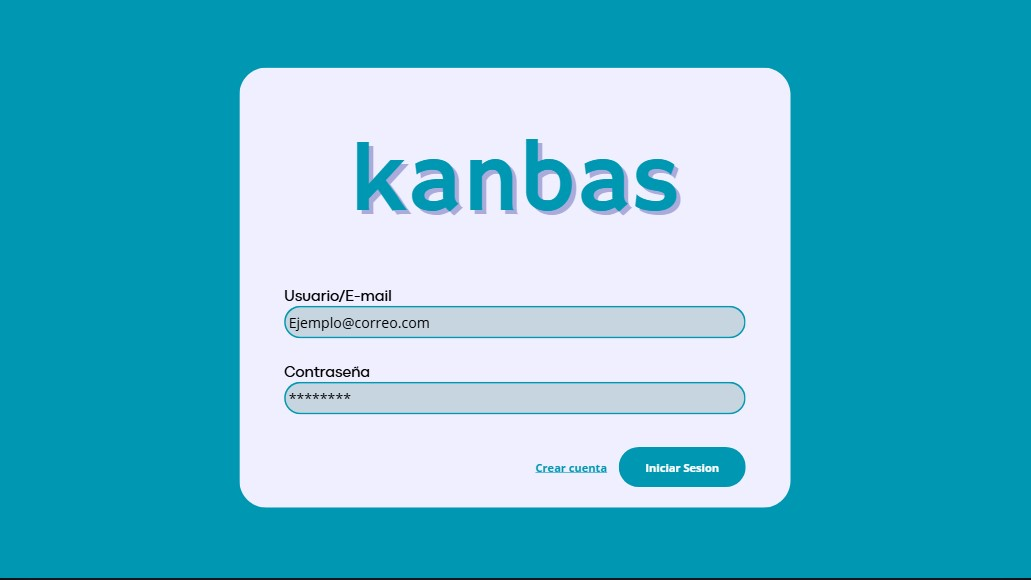 kanbas
Usuario/E-mail
Ejemplo@correo.com
Contraseña
********
Crear cuenta
Iniciar Sesion